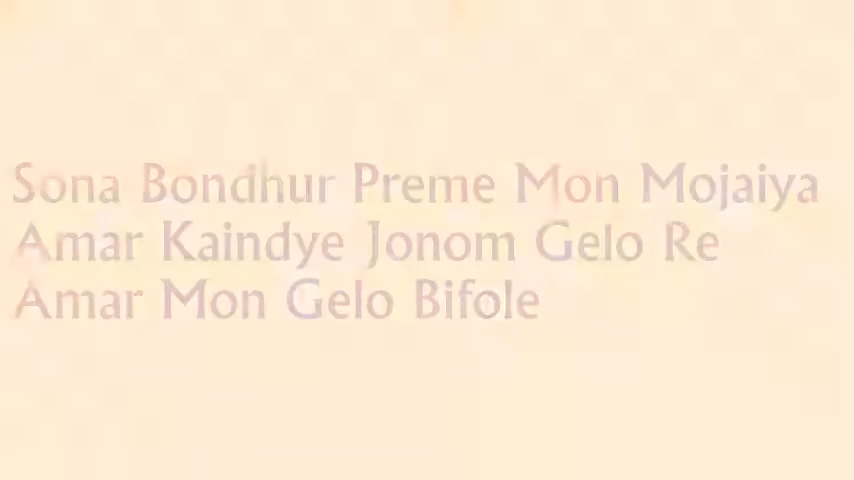 Sona Bondhur Preme Mon Mojaiya
Amar Kaindye Jonom Gelo Re
Amar Mon Gelo Bifole